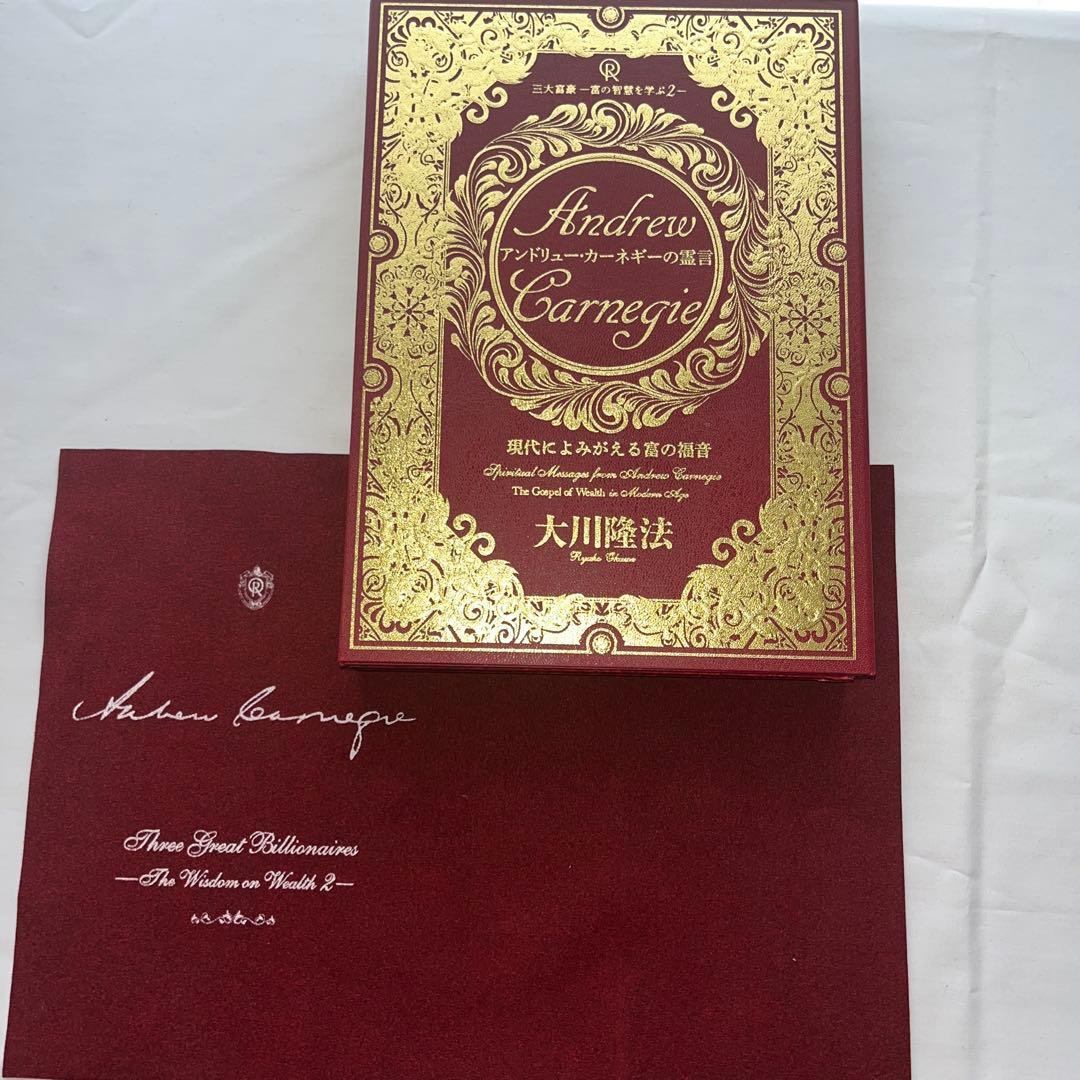 R
三大富豪 ―富の智慧を学ぶ2―
Andrew
アンドリュー・カーネギーの霊言
Carnegie
現代によみがえる富の福音
Spiritual Messages from Andrew Carnegie
The Gospel of Wealth in Modern Age
大川隆法
Ryuho Okawa
R
Andrew Carnegie
Three Great Billionaires
―The Wisdom on Wealth 2―